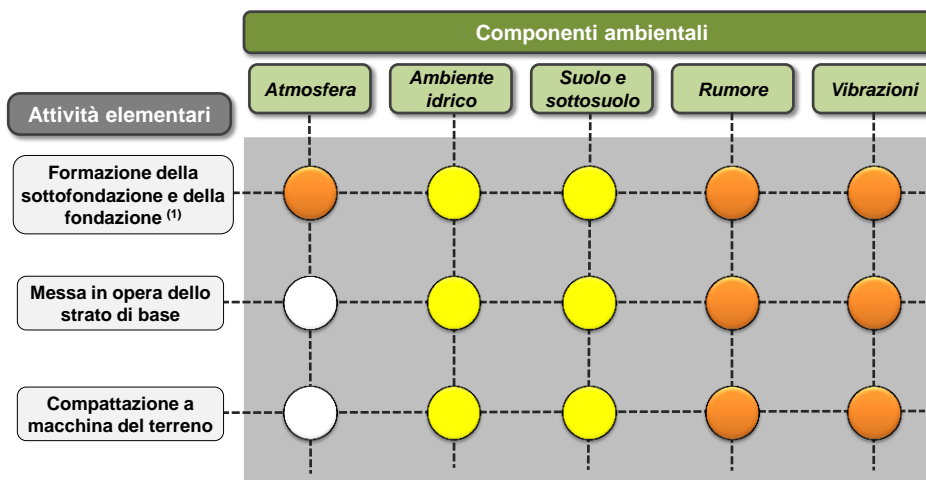 Componenti ambientali
Atmosfera
Ambiente
idrico
Suolo e
sottosuolo
Rumore
Vibrazioni
Attività elementari
Formazione della
sottofondazione e della
fondazione (1)
Messa in opera dello
strato di base
Compattazione a
macchina del terreno